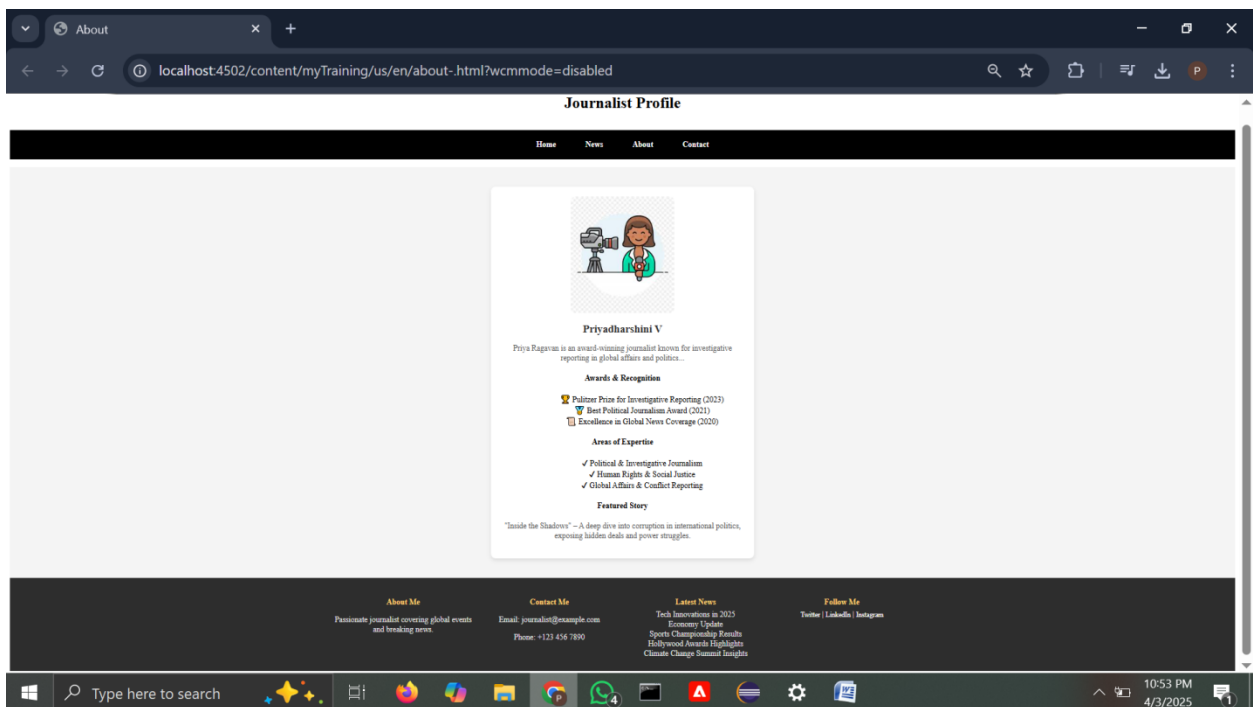 About
localhost:4502/content/myTraining/us/en/about-.html?wcmmode=disabled
P
Journalist Profile
Home News About Contact
Priyadharshini V
Priya Ragavan is an award-winning journalist known for investigative
reporting in global affairs and politics...
Awards & Recognition
🏆 Pulitzer Prize for Investigative Reporting (2023)
🏅 Best Political Journalism Award (2021)
📜 Excellence in Global News Coverage (2020)
Areas of Expertise
✓ Political & Investigative Journalism
✓ Human Rights & Social Justice
✓ Global Affairs & Conflict Reporting
Featured Story
"Inside the Shadows" – A deep dive into corruption in international politics,
exposing hidden deals and power struggles.
About Me
Passionate journalist covering global events
and breaking news.
Contact Me
Email: journalist@example.com
Phone: +123 456 7890
Latest News
Tech Innovations in 2025
Economy Update
Sports Championship Results
Hollywood Awards Highlights
Climate Change Summit Insights
Follow Me
Twitter | LinkedIn | Instagram
Type here to search
P
4
W
10:53 PM
4/3/2025
1